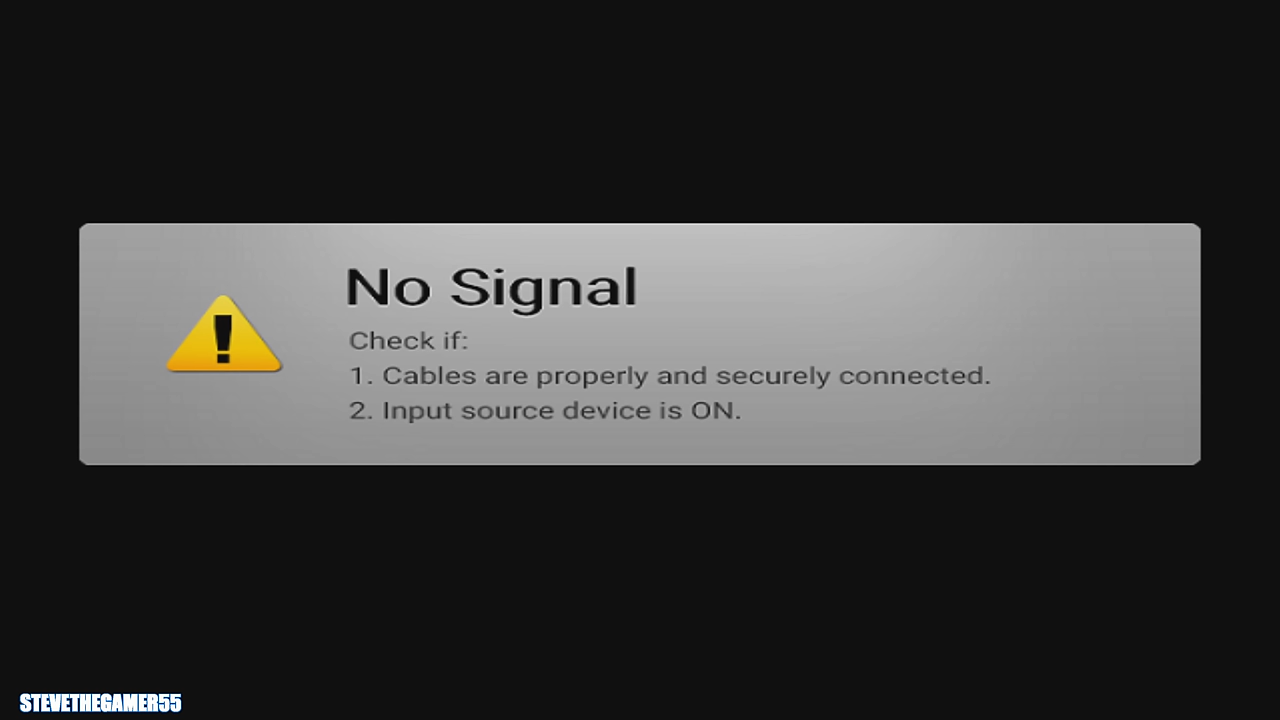 No Signal
Check if:
1. Cables are properly and securely connected.
2. Input source device is ON.
STEVETHEGAMER55